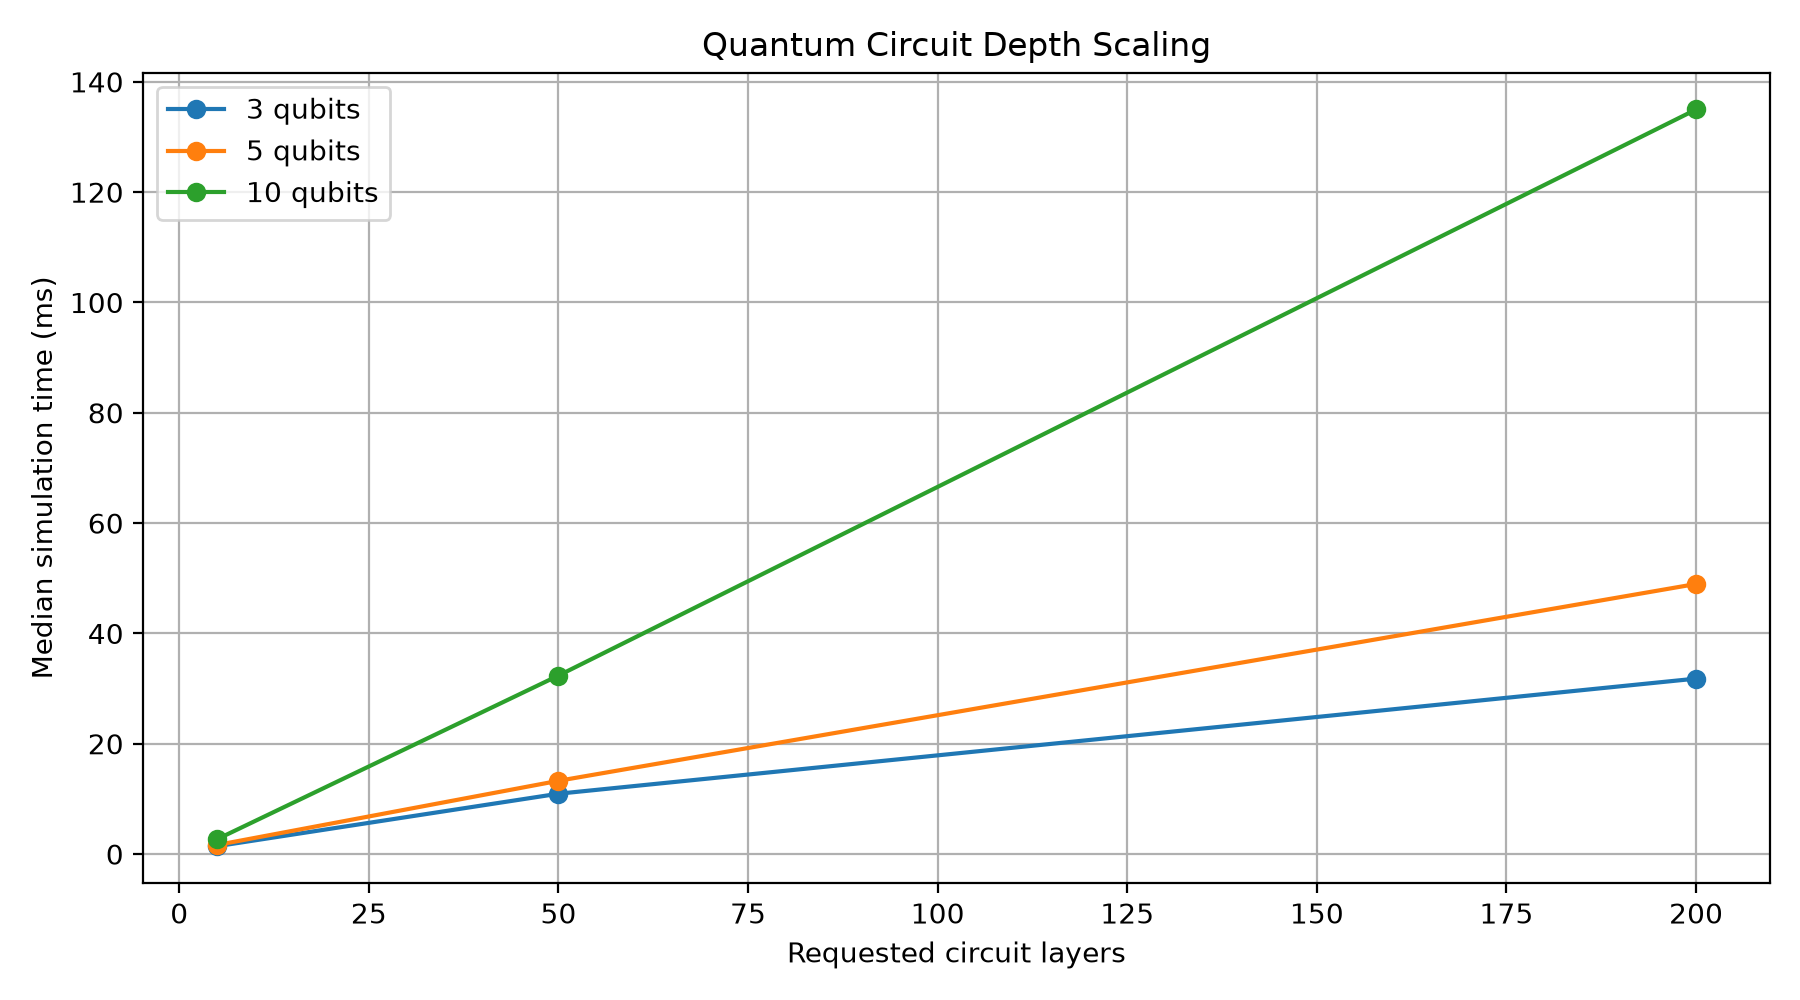 Quantum Circuit Depth Scaling
140
120
100
80
60
40
20
0
Median simulation time (ms)
3 qubits
5 qubits
10 qubits
0 25 50 75 100 125 150 175 200
Requested circuit layers